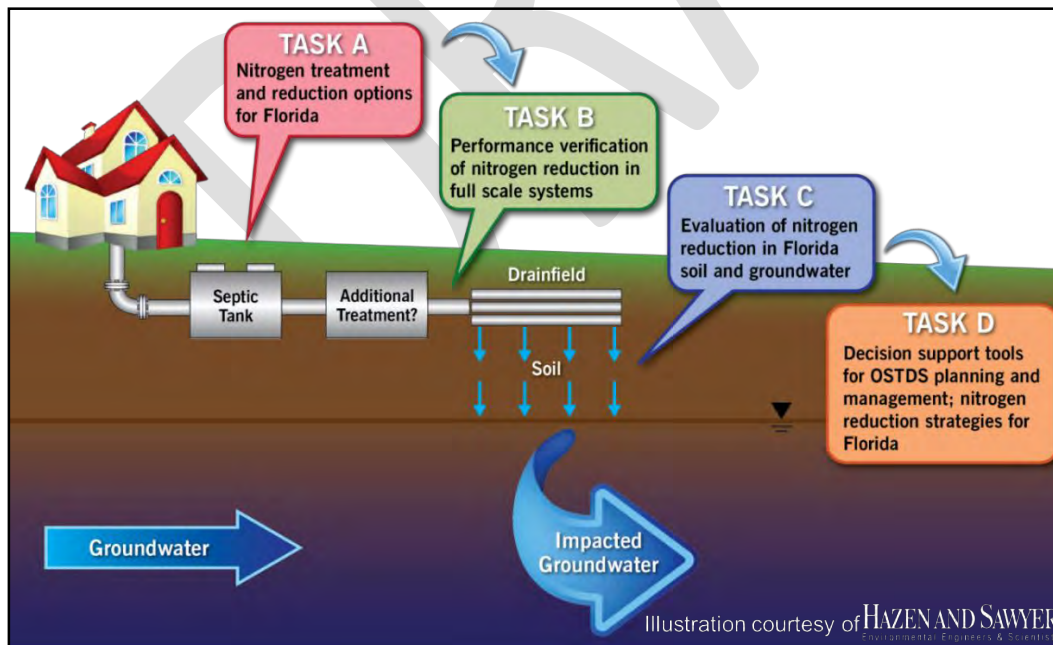 TASK A
Nitrogen treatment
and reduction options
for Florida
TASK B
Performance verification
of nitrogen reduction in
full scale systems
TASK C
Evaluation of nitrogen
reduction in Florida
soil and groundwater
TASK D
Decision support tools
for OSTDS planning and
management; nitrogen
reduction strategies for
Florida
Septic
Tank
Additional
Treatment?
Drainfield
Soil
Groundwater
Impacted
Groundwater
Illustration courtesy of HAZEN AND SAWYER
Environmental Engineers & Scientist